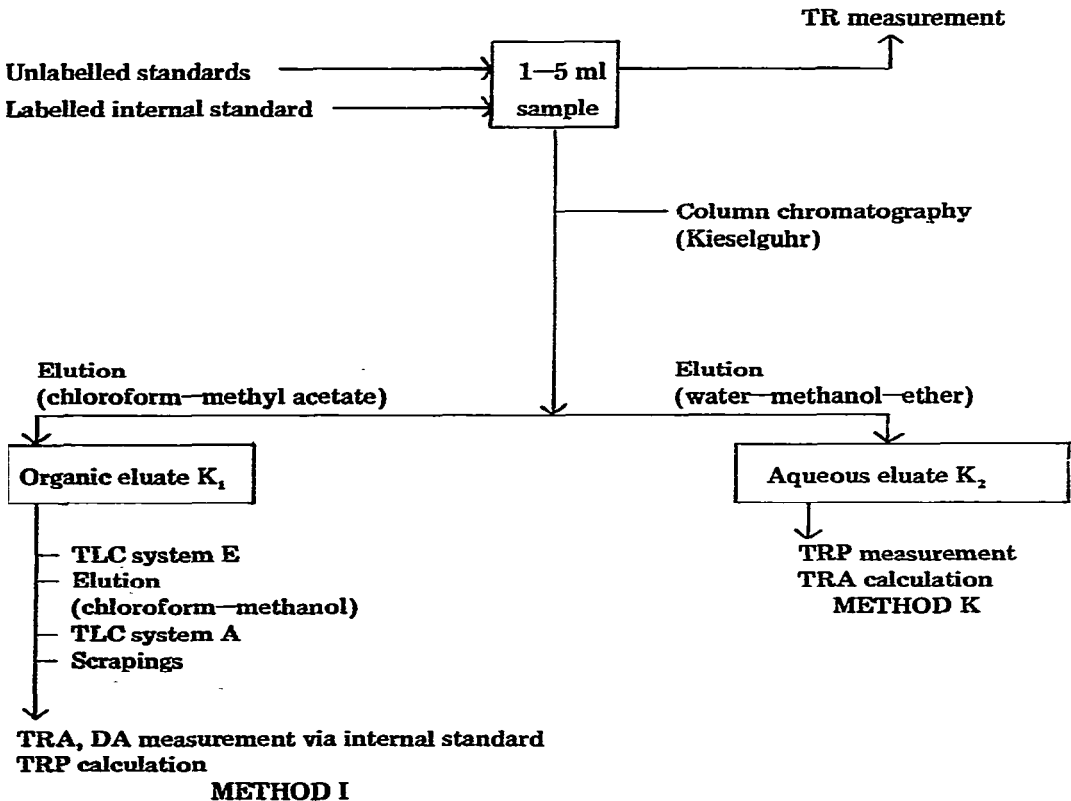 TR measurement
Unlabelled standards
Labelled internal standard
1—5 ml
sample
Column chromatography
(Kieselguhr)
Elution
(chloroform—methyl acetate)
Elution
(water—methanol—ether)
Organic eluate K₁
Aqueous eluate K₂
TLC system E
Elution
(chloroform—methanol)
TLC system A
Scrapings
TRP measurement
TRA calculation
METHOD K
TRA, DA measurement via internal standard
TRP calculation
METHOD I